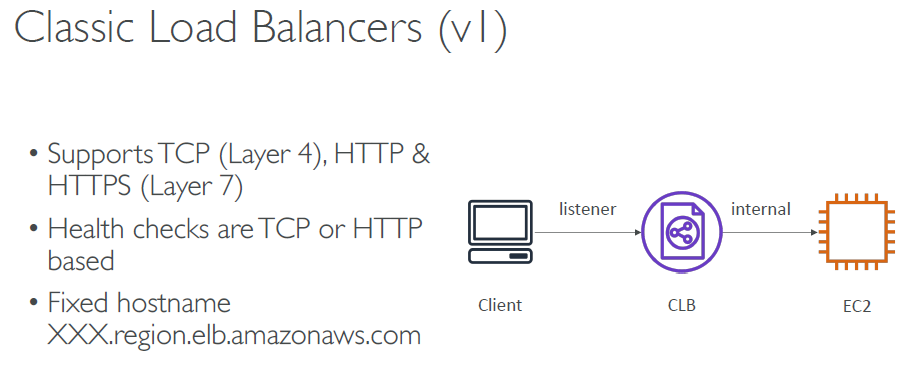 Classic Load Balancers (v1)
• Supports TCP (Layer 4), HTTP &
HTTPS (Layer 7)
• Health checks are TCP or HTTP
based
• Fixed hostname
XXX.region.elb.amazonaws.com
listener
internal
Client
CLB
EC2